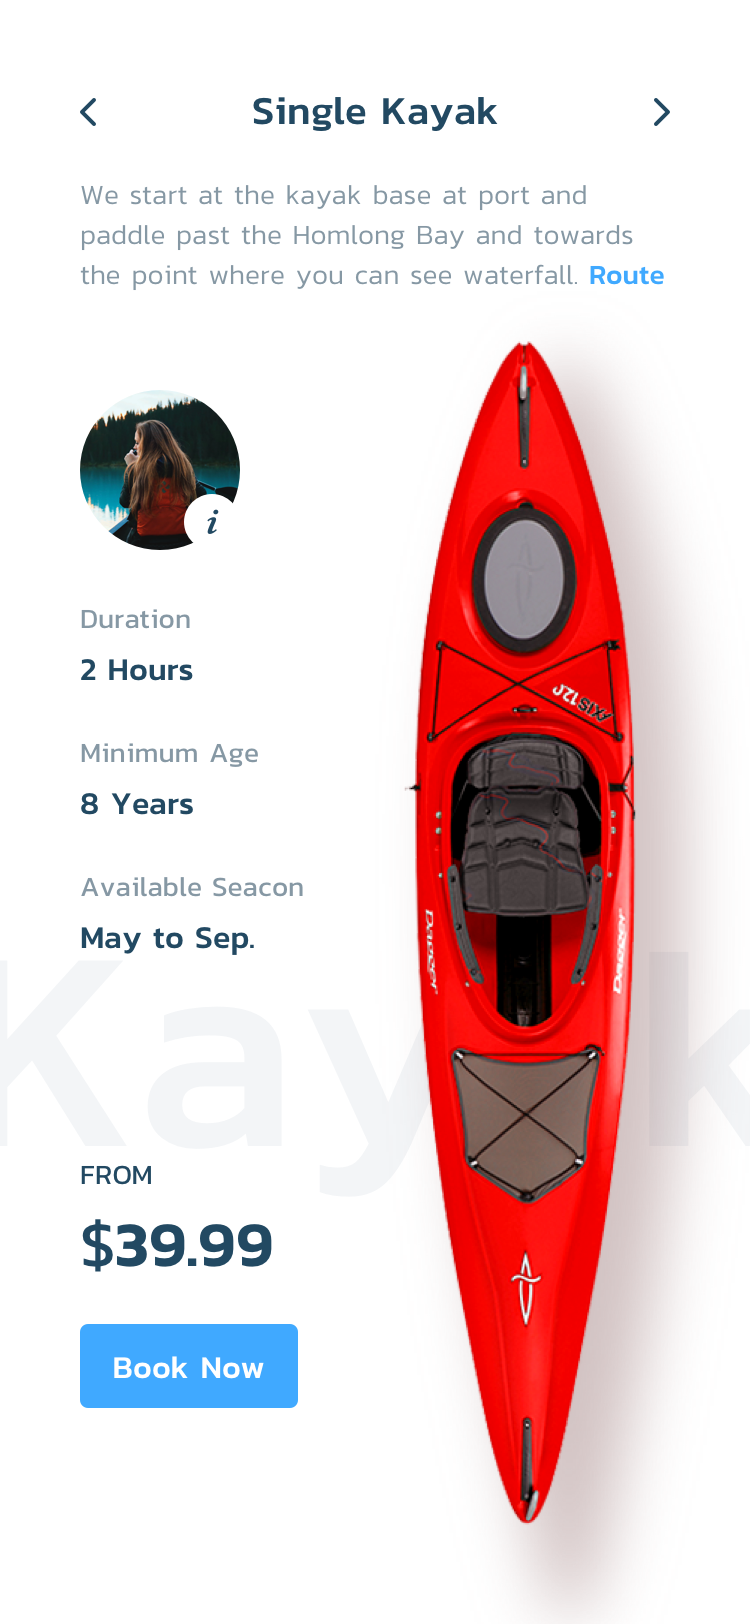 Single Kayak
We start at the kayak base at port and
paddle past the Homlong Bay and towards
the point where you can see waterfall. Route
i
Duration
2 Hours
Minimum Age
8 Years
Available Seacon
May to Sep.
AXIS12.0
Dagger
Dagger
Kayak
FROM
$39.99
Book Now